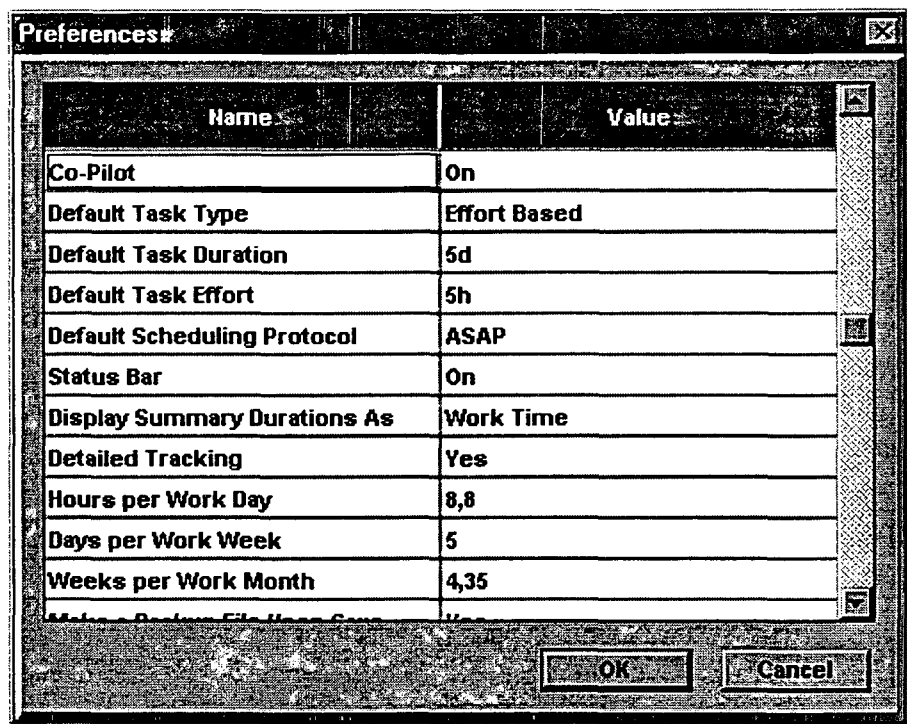 Preferences
Name Value
Co-Pilot On
Default Task Type Effort Based
Default Task Duration 5d
Default Task Effort 5h
Default Scheduling Protocol ASAP
Status Bar On
Display Summary Durations As Work Time
Detailed Tracking Yes
Hours per Work Day 8,8
Days per Work Week 5
Weeks per Work Month 4,35
OK Cancel